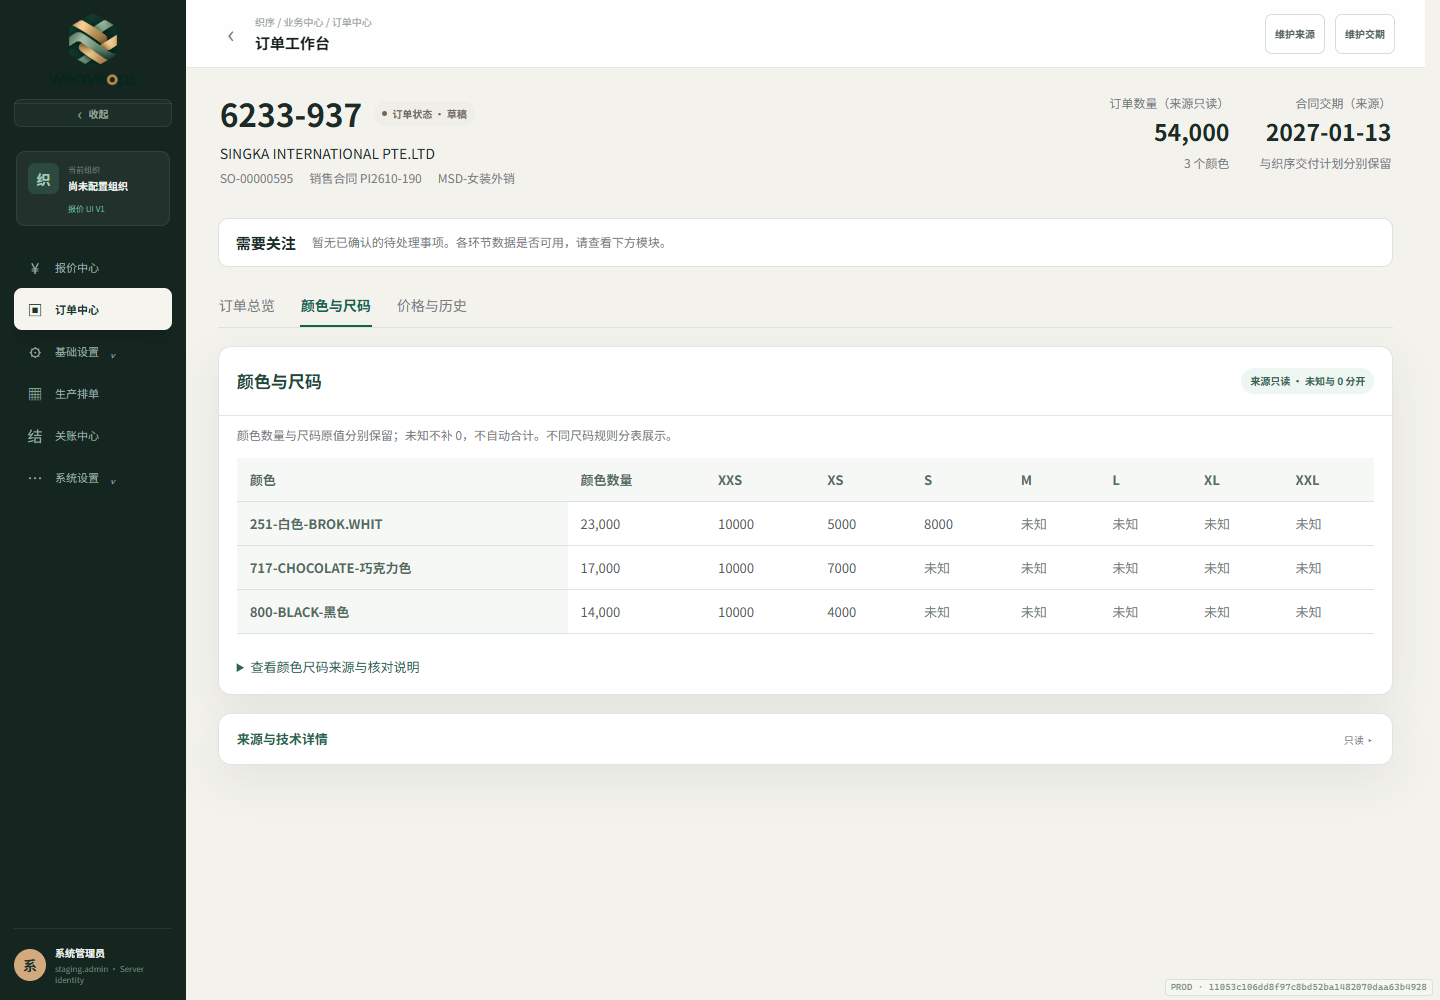 weaveops
‹ 收起
织
当前组织
尚未配置组织
报价 UI V1
¥ 报价中心
订单中心
基础设置 v
生产排单
结 关账中心
系统设置 v
系
系统管理员
staging.admin • Server
identity
‹
织序 / 业务中心 / 订单中心
订单工作台
维护来源
维护交期
6233-937
订单状态 • 草稿
SINGKA INTERNATIONAL PTE.LTD
SO-00000595 销售合同 PI2610-190 MSD-女装外销
订单数量（来源只读）
54,000
3 个颜色
合同交期（来源）
2027-01-13
与织序交付计划分别保留
需要关注 暂无已确认的待处理事项。各环节数据是否可用，请查看下方模块。
订单总览 颜色与尺码 价格与历史
颜色与尺码
来源只读 • 未知与 0 分开
颜色数量与尺码原值分别保留；未知不补 0，不自动合计。不同尺码规则分表展示。
颜色 颜色数量 XXS XS S M L XL XXL
251-白色-BROK.WHIT 23,000 10000 5000 8000 未知 未知 未知 未知
717-CHOCOLATE-巧克力色 17,000 10000 7000 未知 未知 未知 未知 未知
800-BLACK-黑色 14,000 10000 4000 未知 未知 未知 未知 未知
▶ 查看颜色尺码来源与核对说明
来源与技术详情
只读 ▸
PROD · 11053c106dd8f97c8bd52ba1482070daa63b4928